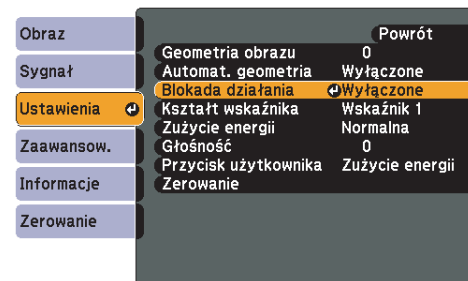 Obraz
Sygnał
Ustawienia
Zaawansow.
Informacje
Zerowanie
Powrót
Geometria obrazu 0
Automat. geometria Wyłączone
Blokada działania Wyłączone
Kształt wskaźnika Wskaźnik 1
Zużycie energii Normalna
Głośność 0
Przycisk użytkownika Zużycie energii
Zerowanie